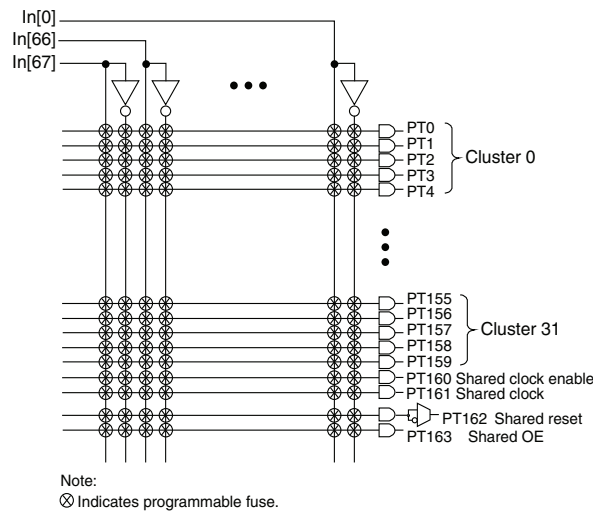 In[0]
In[66]
In[67]
PT0
PT1
PT2
PT3
PT4
Cluster 0
PT155
PT156
PT157
PT158
PT159
Cluster 31
PT160 Shared clock enable
PT161 Shared clock
PT162 Shared reset
PT163 Shared OE
Note:
Indicates programmable fuse.